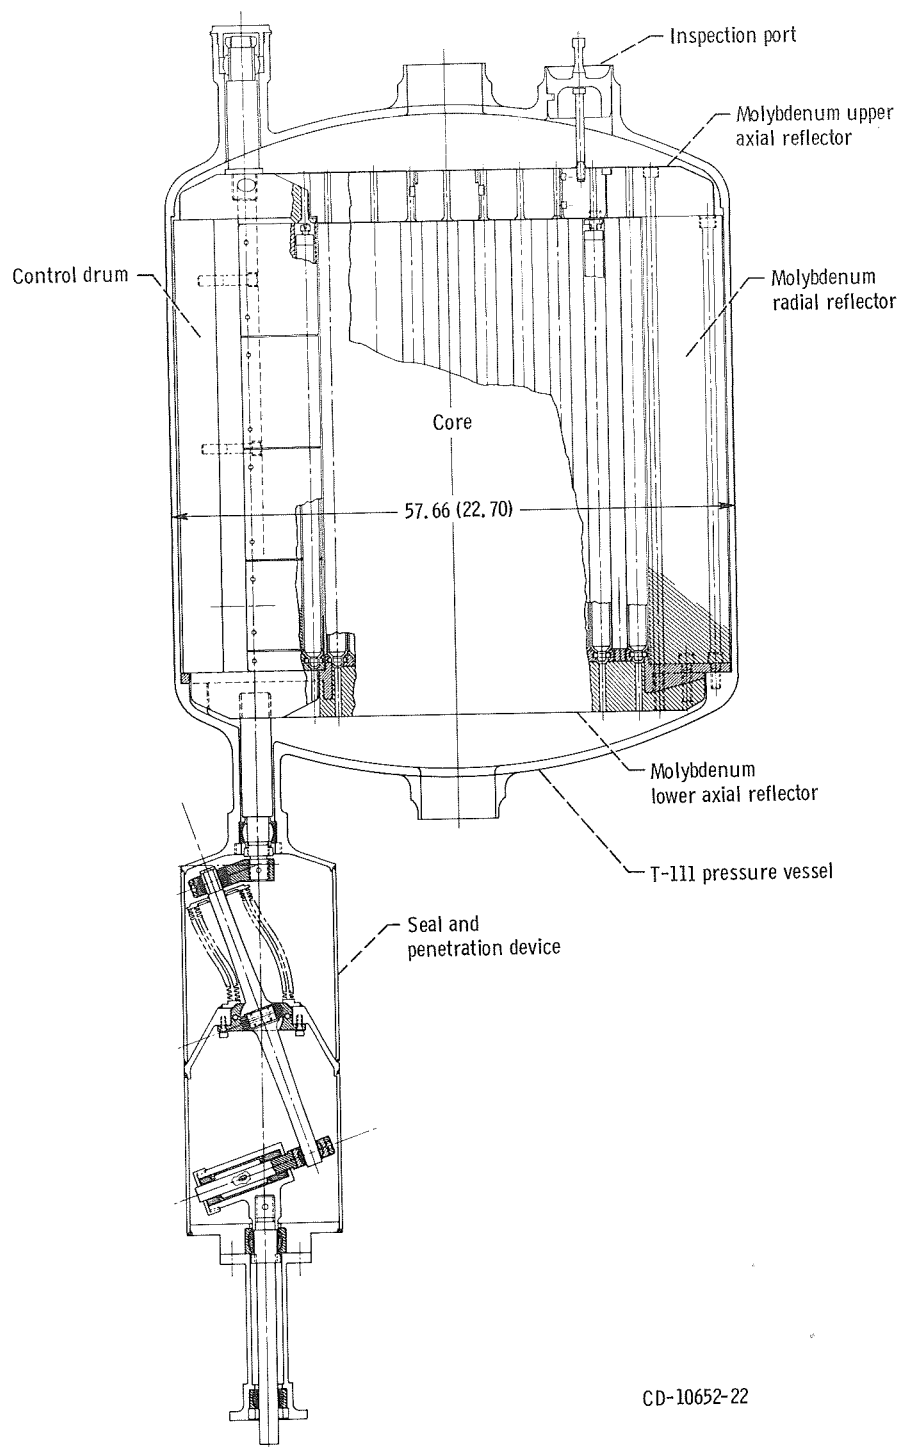 Inspection port
Molybdenum upper
axial reflector
Control drum
Molybdenum
radial reflector
Core
57.66 (22.70)
Molybdenum
lower axial reflector
T-111 pressure vessel
Seal and
penetration device
CD-10652-22